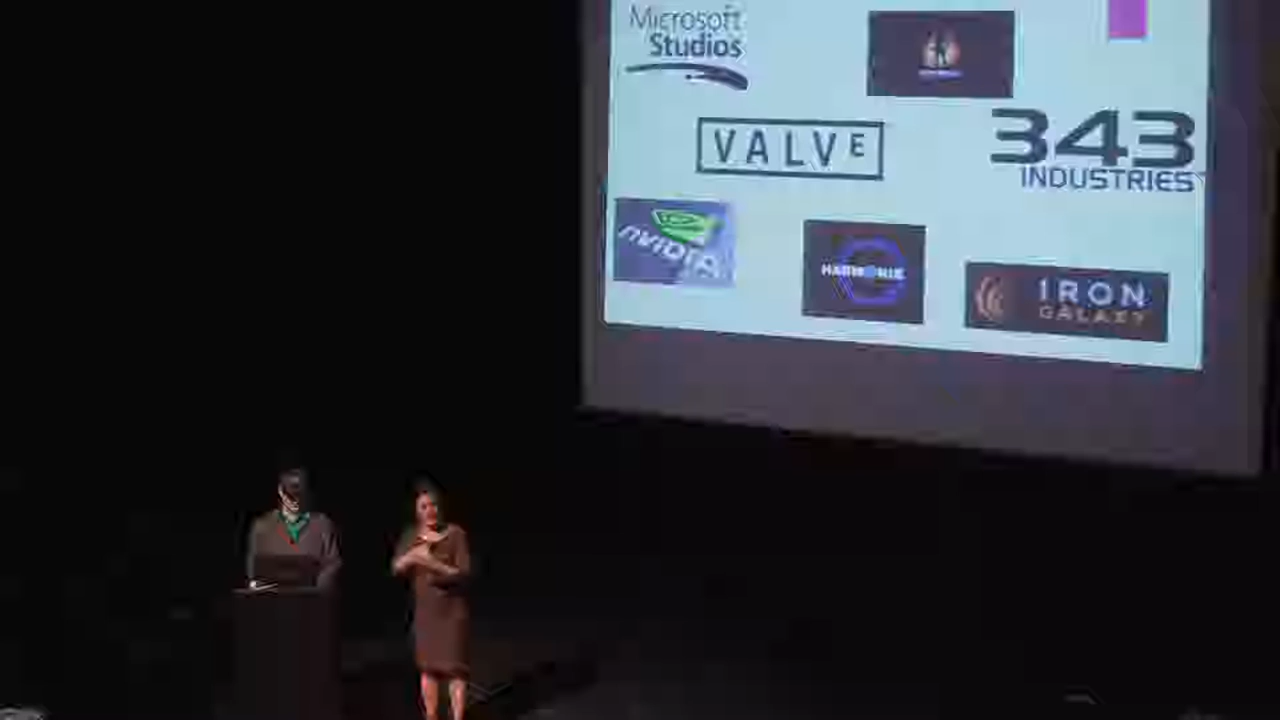 Microsoft
Studios
VALVE
343
INDUSTRIES
nVIDIA
HARMONIX
IRON
GALAXY